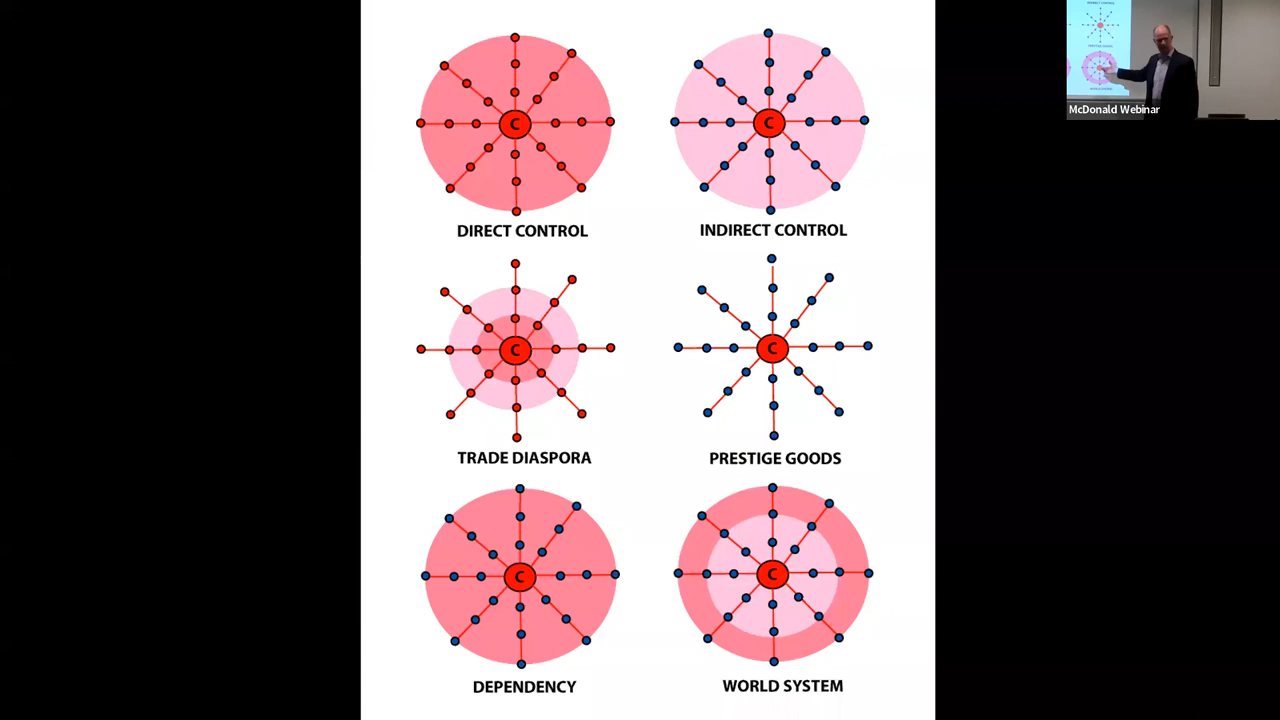 C
C
DIRECT CONTROL
INDIRECT CONTROL
C
C
TRADE DIASPORA
PRESTIGE GOODS
C
C
DEPENDENCY
WORLD SYSTEM
McDonald Webinar